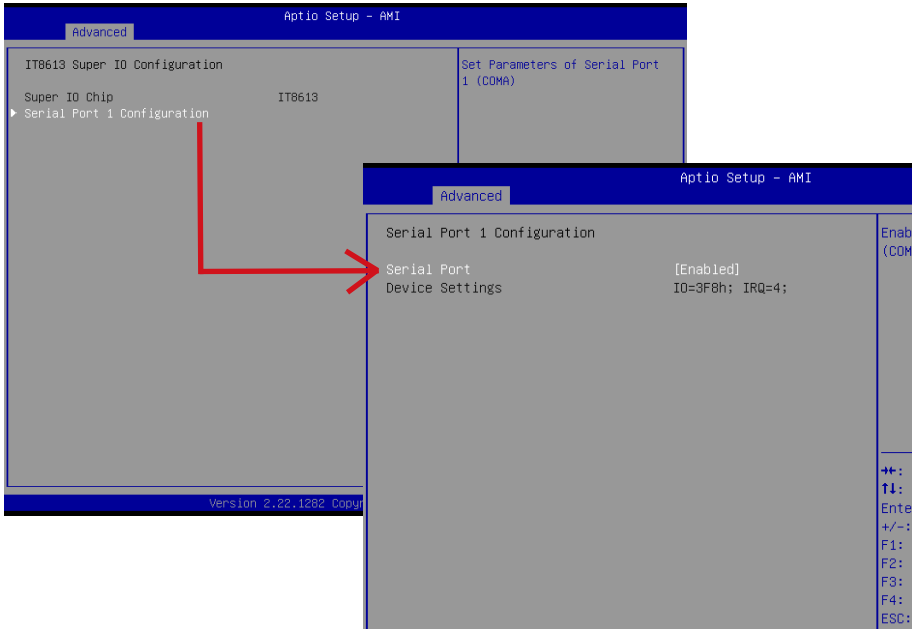 Aptio Setup – AMI
Advanced
IT8613 Super IO Configuration
Super IO Chip IT8613
Serial Port 1 Configuration
Set Parameters of Serial Port
1 (COMA)
Version 2.22.1282
Aptio Setup – AMI
Advanced
Serial Port 1 Configuration
Serial Port [Enabled]
Device Settings IO=3F8h; IRQ=4;
→←:
↑↓:
+/-:
F1:
F2:
F3:
F4:
ESC: